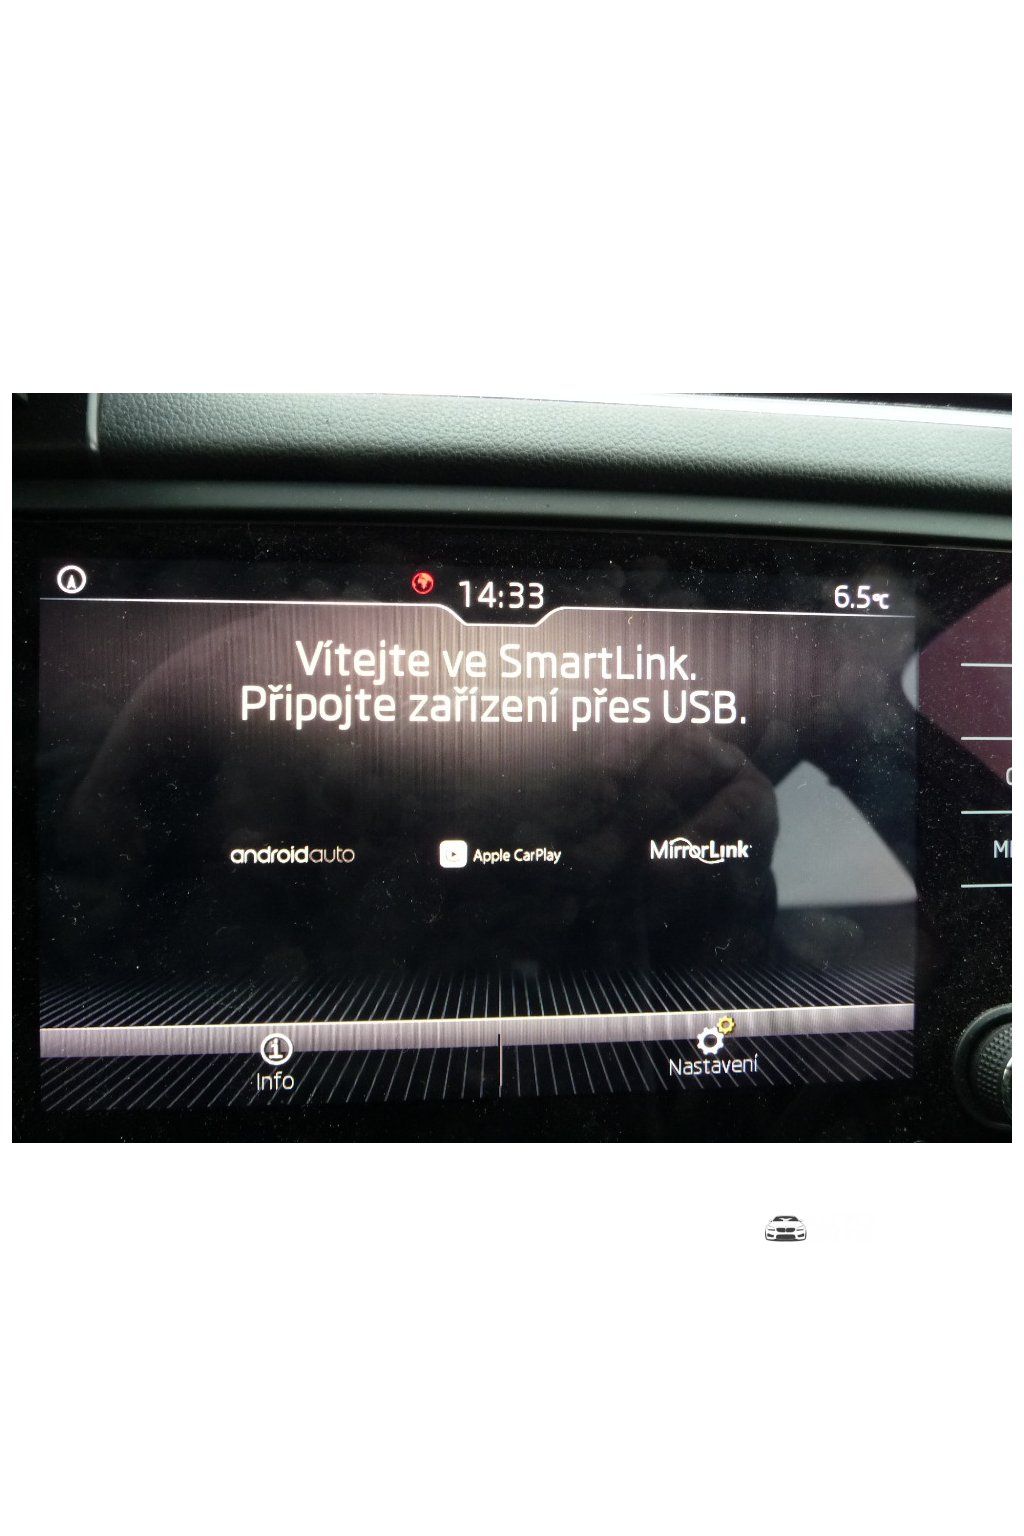 14:33
6.5°C
Vítejte ve SmartLink.
Připojte zařízení přes USB.
androidauto
Apple CarPlay
MirrorLink
Info
Nastavení